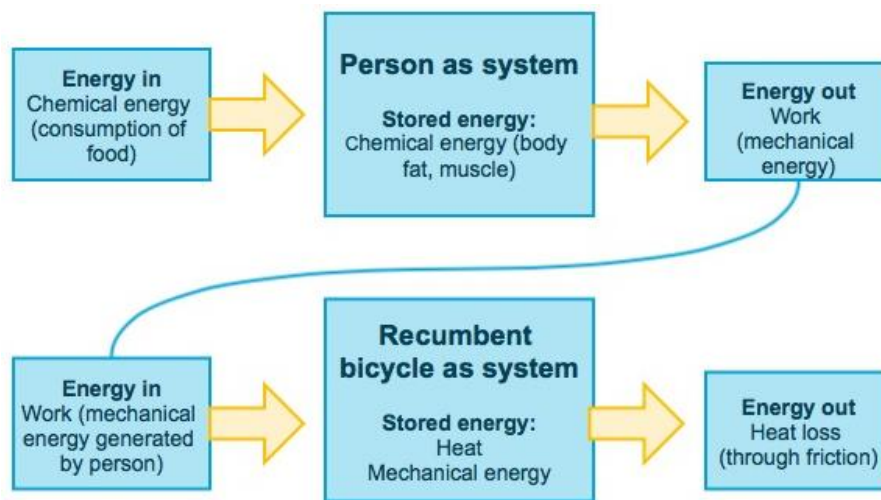 Energy in
Chemical energy
(consumption of
food)
Person as system
Stored energy:
Chemical energy (body
fat, muscle)
Energy out
Work
(mechanical
energy)
Energy in
Work (mechanical
energy generated
by person)
Recumbent
bicycle as system
Stored energy:
Heat
Mechanical energy
Energy out
Heat loss
(through friction)